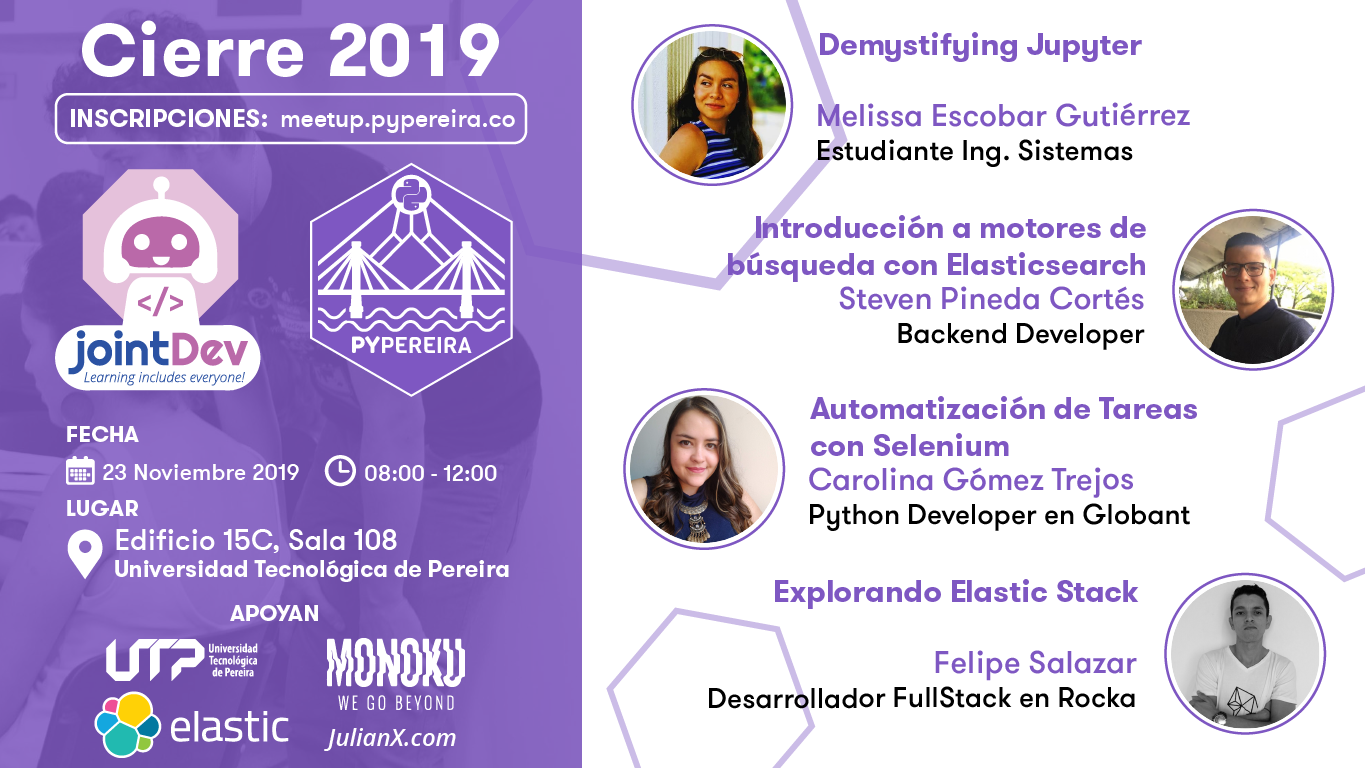 Cierre 2019
INSCRIPCIONES: meetup.pypereira.co
</>
jointDev
Learning includes everyone!
PYPEREIRA
FECHA
23 Noviembre 2019
08:00 - 12:00
LUGAR
Edificio 15C, Sala 108
Universidad Tecnológica de Pereira
APOYAN
UTP
Universidad
Tecnológica
de Pereira
MONOKU
WE GO BEYOND
elastic
JulianX.com
Demystifying Jupyter
Melissa Escobar Gutiérrez
Estudiante Ing. Sistemas
Introducción a motores de
búsqueda con Elasticsearch
Steven Pineda Cortés
Backend Developer
Automatización de Tareas
con Selenium
Carolina Gómez Trejos
Python Developer en Globant
Explorando Elastic Stack
Felipe Salazar
Desarrollador FullStack en Rocka